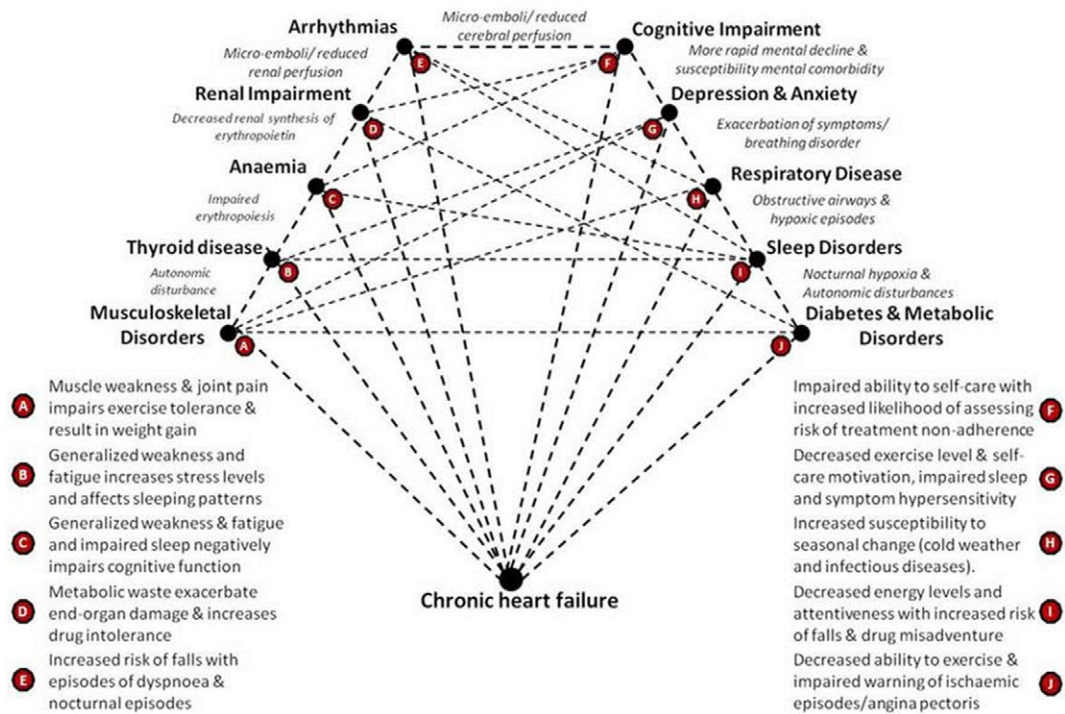 Arrhythmias
Micro-emboli/ reduced
cerebral perfusion
Cognitive Impairment
Micro-emboli/ reduced
renal perfusion
E
F
More rapid mental decline &
susceptibility mental comorbidity
Renal Impairment
Depression & Anxiety
Decreased renal synthesis of
erythropoietin
D
G
Exacerbation of symptoms/
breathing disorder
Anaemia
Respiratory Disease
Impaired
erythropoiesis
C
H
Obstructive airways &
hypoxic episodes
Thyroid disease
Sleep Disorders
Autonomic
disturbance
B
I
Nocturnal hypoxia &
Autonomic disturbances
Musculoskeletal
Disorders
Diabetes & Metabolic
Disorders
A
J
Chronic heart failure
A
Muscle weakness & joint pain
impairs exercise tolerance &
result in weight gain
B
Generalized weakness and
fatigue increases stress levels
and affects sleeping patterns
C
Generalized weakness & fatigue
and impaired sleep negatively
impairs cognitive function
D
Metabolic waste exacerbate
end-organ damage & increases
drug intolerance
E
Increased risk of falls with
episodes of dyspnoea &
nocturnal episodes
Impaired ability to self-care with
increased likelihood of assessing
risk of treatment non-adherence
F
Decreased exercise level & self-
care motivation, impaired sleep
and symptom hypersensitivity
G
Increased susceptibility to
seasonal change (cold weather
and infectious diseases).
H
Decreased energy levels and
attentiveness with increased risk
of falls & drug misadventure
I
Decreased ability to exercise &
impaired warning of ischaemic
episodes/angina pectoris
J